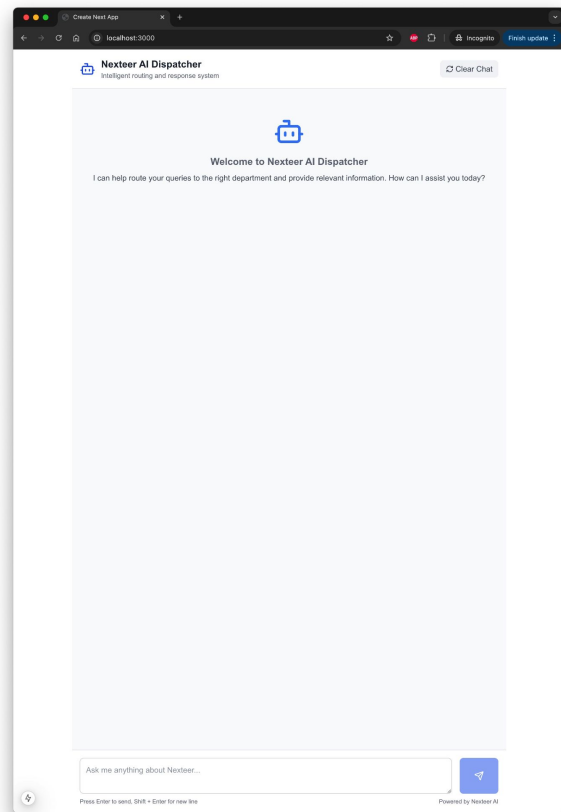 Create Next App
localhost:3000
ABP
Incognito
Finish update
Nexteer AI Dispatcher
Intelligent routing and response system
Clear Chat
Welcome to Nexteer AI Dispatcher
I can help route your queries to the right department and provide relevant information. How can I assist you today?
Ask me anything about Nexteer...
Press Enter to send, Shift + Enter for new line
Powered by Nexteer AI